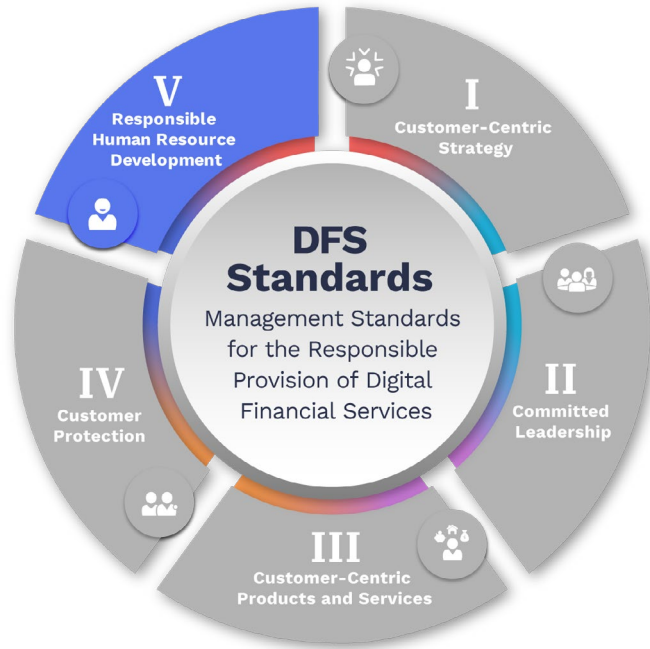 DFS
Standards
Management Standards
for the Responsible
Provision of Digital
Financial Services
I
Customer-Centric
Strategy
II
Committed
Leadership
III
Customer-Centric
Products and Services
IV
Customer
Protection
V
Responsible
Human Resource
Development